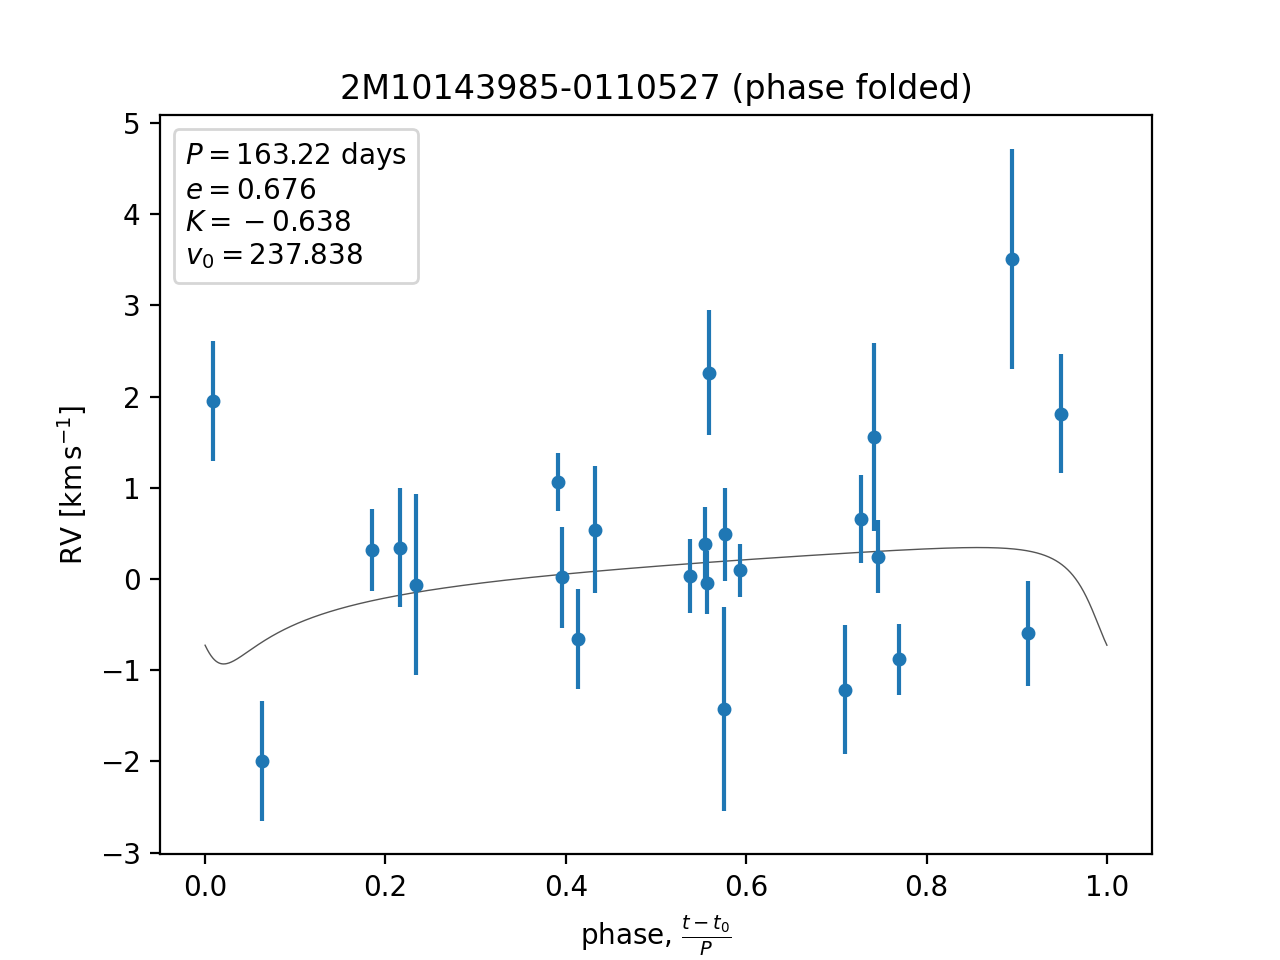 2M10143985-0110527 (phase folded)
P = 163.22 days
e = 0.676
K = −0.638
v₀ = 237.838
RV [km s⁻¹]
5
4
3
2
1
0
−1
−2
−3
0.0 0.2 0.4 0.6 0.8 1.0
phase, (t − t₀)/P